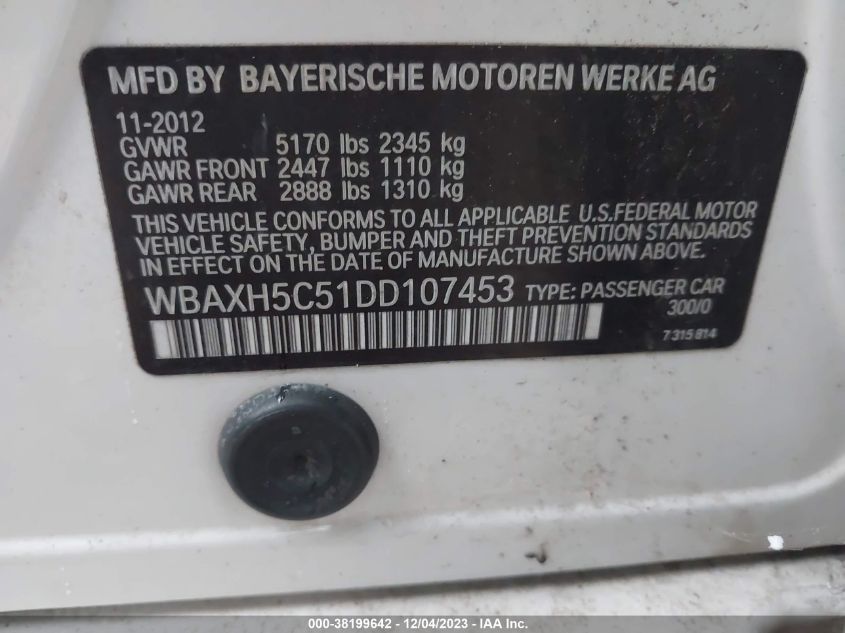 MFD BY BAYERISCHE MOTOREN WERKE AG
11-2012
GVWR 5170 lbs 2345 kg
GAWR FRONT 2447 lbs 1110 kg
GAWR REAR 2888 lbs 1310 kg
THIS VEHICLE CONFORMS TO ALL APPLICABLE U.S.FEDERAL MOTOR
VEHICLE SAFETY, BUMPER AND THEFT PREVENTION STANDARDS
IN EFFECT ON THE DATE OF MANUFACTURE SHOWN ABOVE.
WBAXH5C51DD107453 TYPE: PASSENGER CAR
300/0
7 315 814
000-38199642 - 12/04/2023 - IAA Inc.